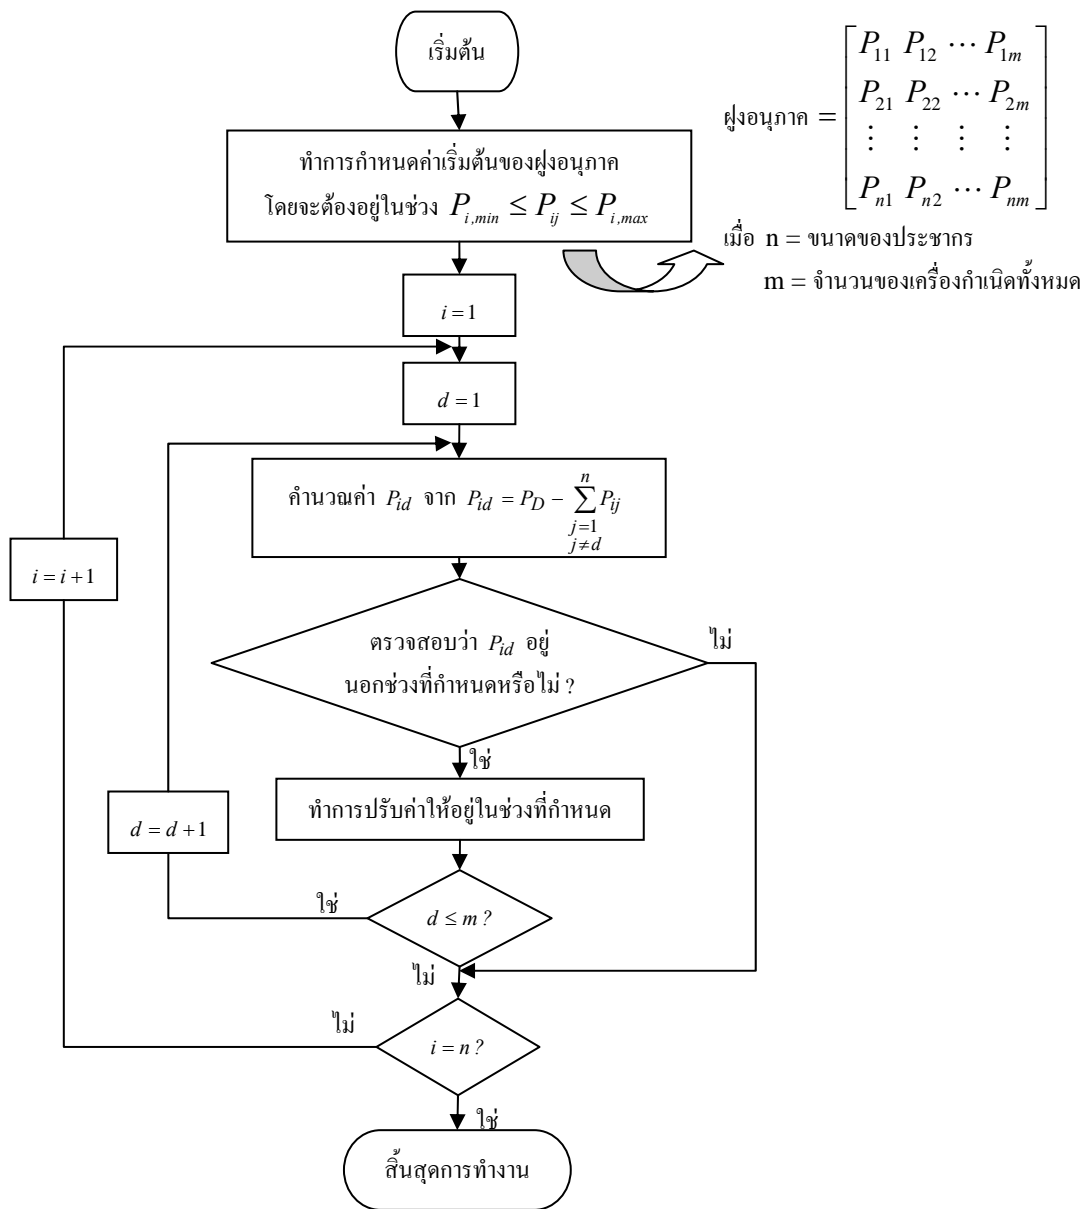 เริ่มต้น
ฝูงอนุภาค = [P11 P12 ⋯ P1m
P21 P22 ⋯ P2m
⋮ ⋮ ⋮ ⋮
Pn1 Pn2 ⋯ Pnm]
เมื่อ n = ขนาดของประชากร
m = จำนวนของเครื่องกำเนิดทั้งหมด
ทำการกำหนดค่าเริ่มต้นของฝูงอนุภาค
โดยจะต้องอยู่ในช่วง Pi,min ≤ Pij ≤ Pi,max
i = 1
d = 1
คำนวณค่า Pid จาก Pid = PD − ∑ Pij
n
j=1
j≠d
i = i + 1
ตรวจสอบว่า Pid อยู่
นอกช่วงที่กำหนดหรือไม่ ?
ไม่
ใช่
ทำการปรับค่าให้อยู่ในช่วงที่กำหนด
d = d + 1
d ≤ m ?
ใช่
ไม่
i = n ?
ไม่
ใช่
สิ้นสุดการทำงาน